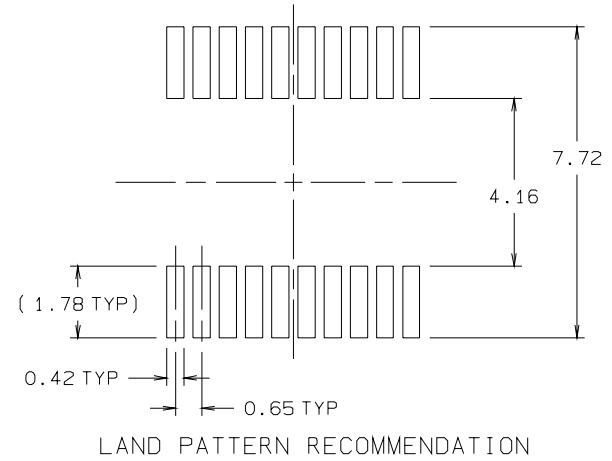 7.72
4.16
( 1.78 TYP)
0.42 TYP
0.65 TYP
LAND PATTERN RECOMMENDATION